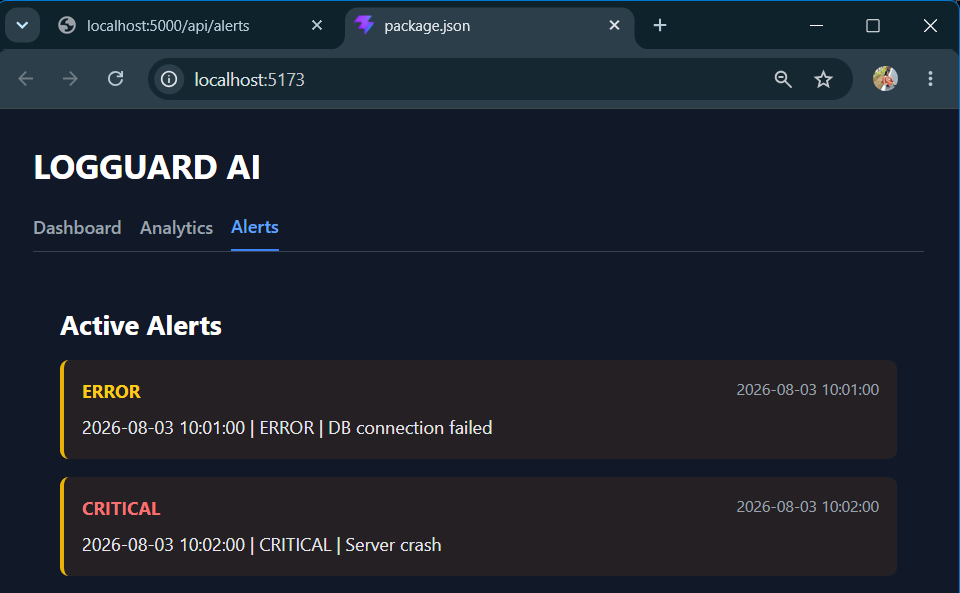 localhost:5000/api/alerts
package.json
localhost:5173
LOGGUARD AI
Dashboard Analytics Alerts
Active Alerts
ERROR 2026-08-03 10:01:00
2026-08-03 10:01:00 | ERROR | DB connection failed
CRITICAL 2026-08-03 10:02:00
2026-08-03 10:02:00 | CRITICAL | Server crash